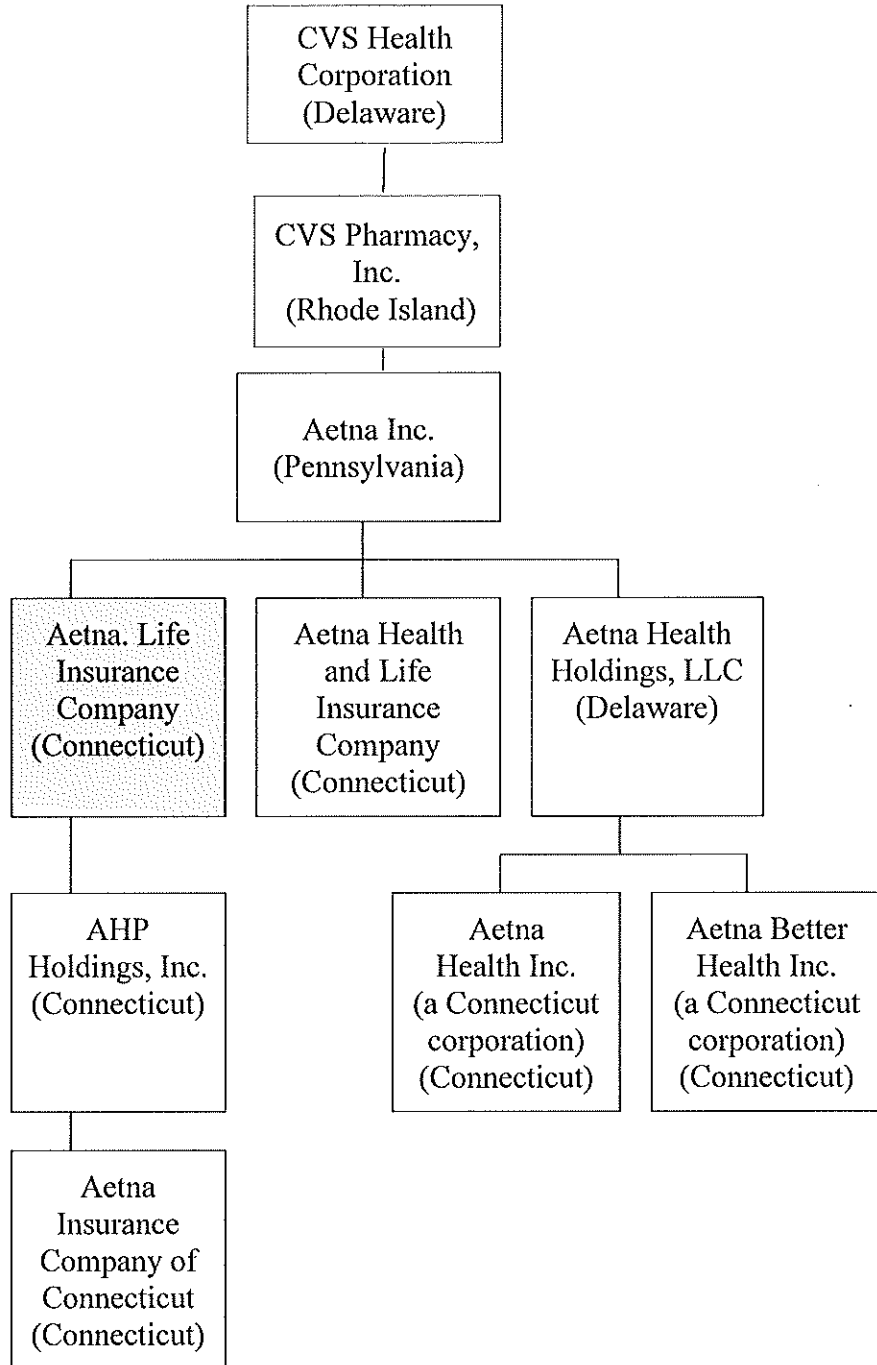 CVS Health
Corporation
(Delaware)
CVS Pharmacy,
Inc.
(Rhode Island)
Aetna Inc.
(Pennsylvania)
Aetna. Life
Insurance
Company
(Connecticut)
Aetna Health
and Life
Insurance
Company
(Connecticut)
Aetna Health
Holdings, LLC
(Delaware)
AHP
Holdings, Inc.
(Connecticut)
Aetna
Health Inc.
(a Connecticut
corporation)
(Connecticut)
Aetna Better
Health Inc.
(a Connecticut
corporation)
(Connecticut)
Aetna
Insurance
Company of
Connecticut
(Connecticut)